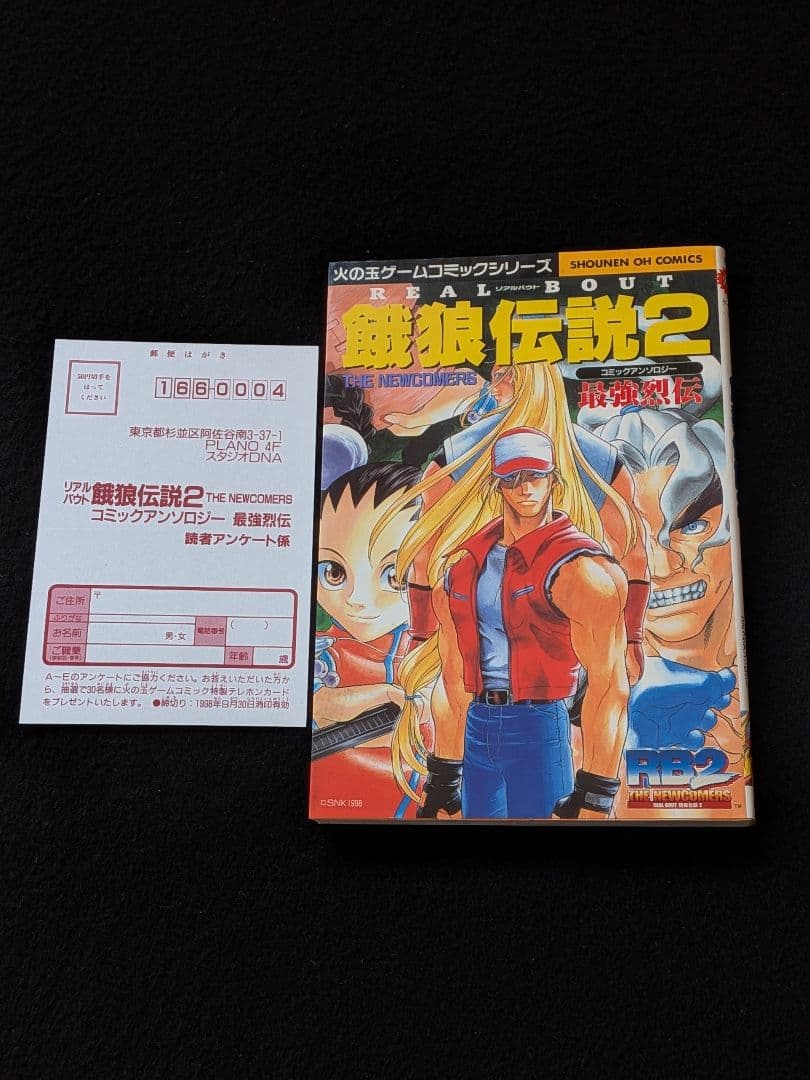 郵便はがき
50円切手を
はって
ください
166-0004
東京都杉並区阿佐谷南3-37-1
PLANO 4F
スタジオDNA
リアル
バウト 餓狼伝説2 THE NEWCOMERS
コミックアンソロジー 最強烈伝
読者アンケート係
ご住所 〒
ふりがな
お名前 男・女 電話番号 ( )
ご職業 年齢 歳
A〜Eのアンケートにご協力ください。お答えいただいた方か
ら、抽選で30名様に火の玉ゲームコミック特製テレホンカード
をプレゼントいたします。 ●締切り：1998年9月30日消印有効
火の玉ゲームコミックシリーズ
SHOUNEN OH COMICS
REAL BOUT
リアルバウト
餓狼伝説2
THE NEWCOMERS
コミックアンソロジー
最強烈伝
RB2
THE NEWCOMERS
TM
©SNK 1998